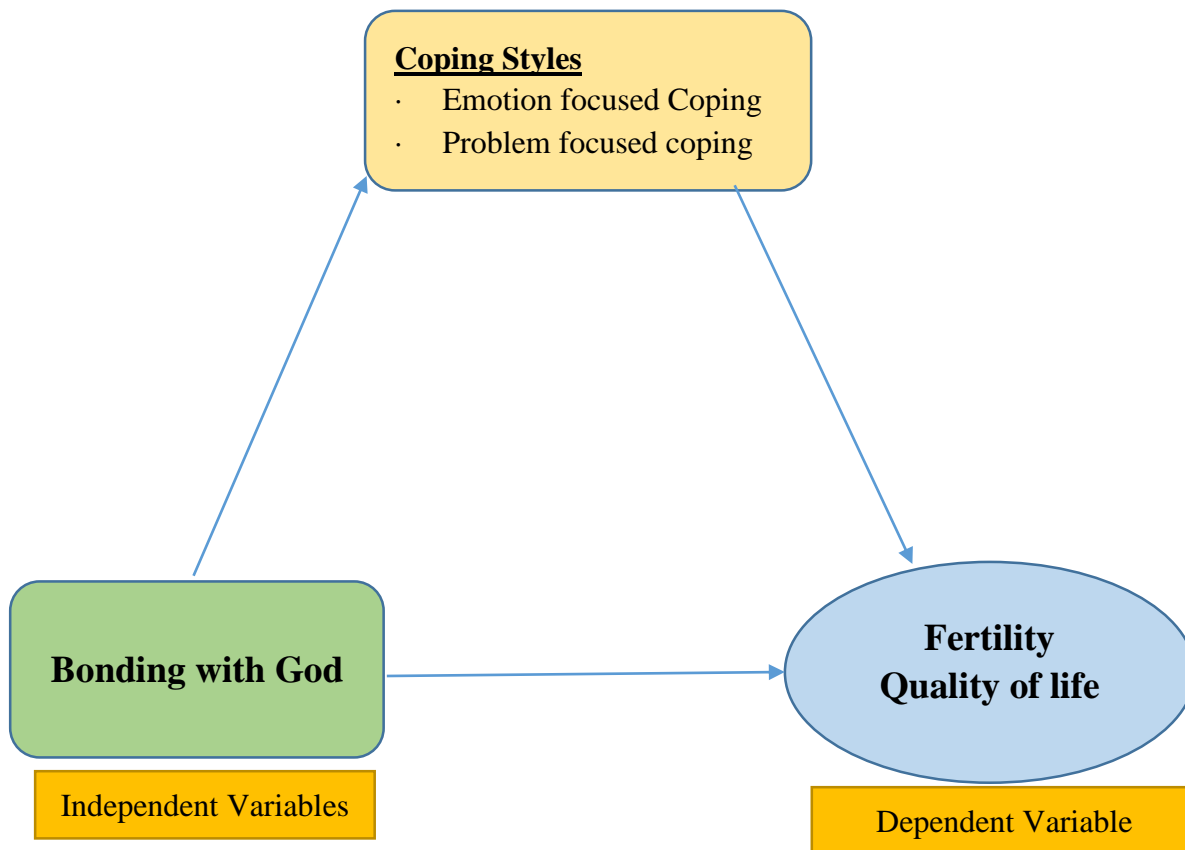 Coping Styles
· Emotion focused Coping
· Problem focused coping
Bonding with God
Fertility
Quality of life
Independent Variables
Dependent Variable